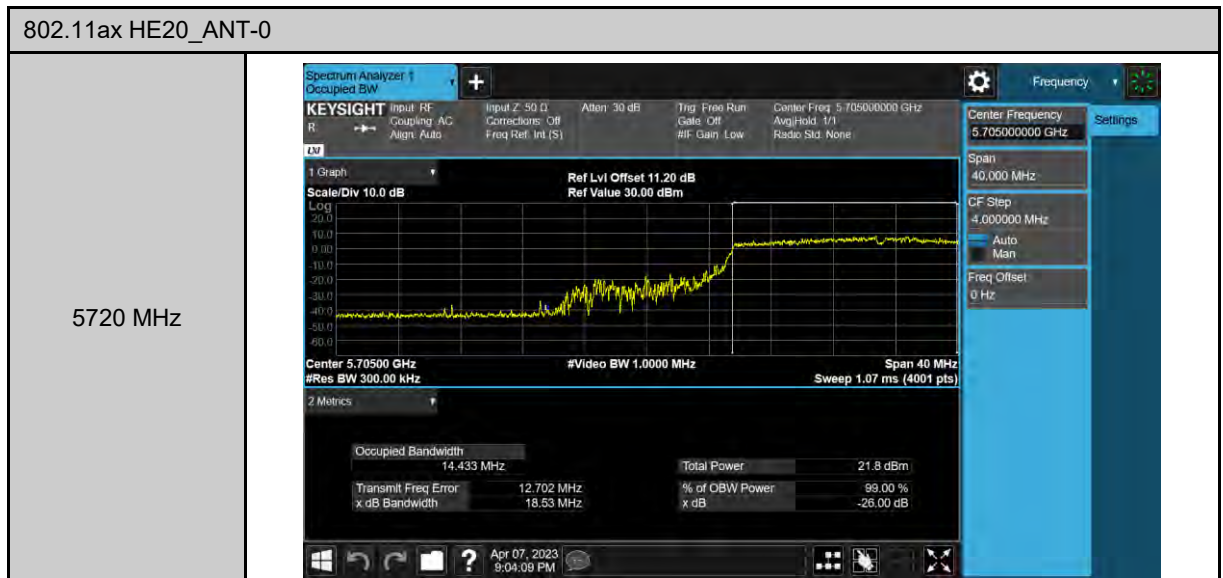 802.11ax HE20_ANT-0
5720 MHz
Spectrum Analyzer 1
Occupied BW
Frequency
KEYSIGHT
R
Input: RF
Coupling: AC
Align: Auto
Input Z: 50 Ω
Corrections: Off
Freq Ref: Int (S)
Atten: 30 dB
Trig: Free Run
Gate: Off
#IF Gain: Low
Center Freq: 5.705000000 GHz
Avg|Hold: 1/1
Radio Std: None
LXI
1 Graph
Scale/Div 10.0 dB
Ref Lvl Offset 11.20 dB
Ref Value 30.00 dBm
Log
20.0
10.0
0.00
-10.0
-20.0
-30.0
-40.0
-50.0
-60.0
Center 5.70500 GHz
#Video BW 1.0000 MHz
Span 40 MHz
#Res BW 300.00 kHz
Sweep 1.07 ms (4001 pts)
2 Metrics
Occupied Bandwidth
14.433 MHz
Transmit Freq Error 12.702 MHz
x dB Bandwidth 18.53 MHz
Total Power 21.8 dBm
% of OBW Power 99.00 %
x dB -26.00 dB
Center Frequency
5.705000000 GHz
Settings
Span
40.000 MHz
CF Step
4.000000 MHz
Auto
Man
Freq Offset
0 Hz
?
Apr 07, 2023
9:04:09 PM